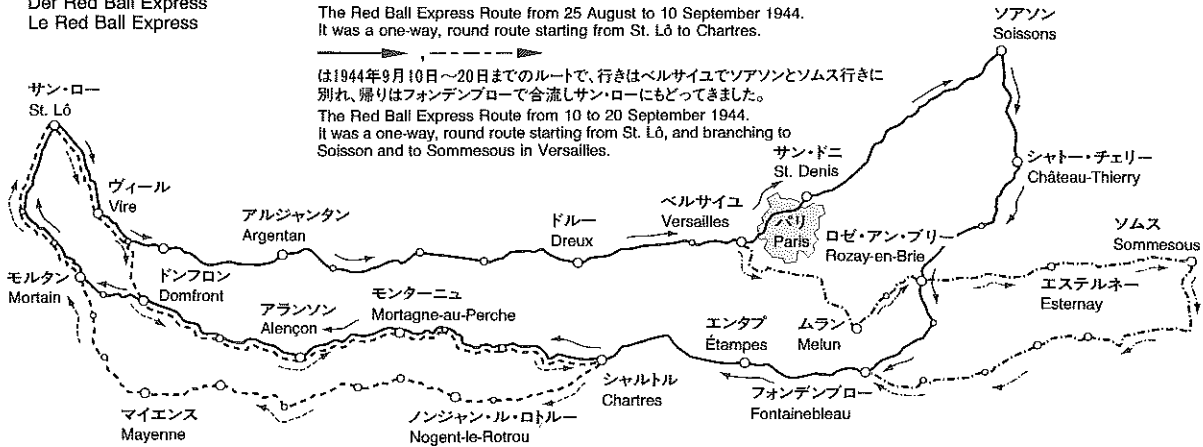 Der Red Ball Express
Le Red Ball Express
The Red Ball Express Route from 25 August to 10 September 1944.
It was a one-way, round route starting from St. Lô to Chartres.
は1944年9月10日～20日までのルートで、行きはベルサイユでソアソンとソムス行きに
別れ、帰りはフォンデンブローで合流しサン・ローにもどってきました。
The Red Ball Express Route from 10 to 20 September 1944.
It was a one-way, round route starting from St. Lô, and branching to
Soisson and to Sommesous in Versailles.
ソアソン
Soissons
サン・ロー
St. Lô
サン・ドニ
St. Denis
シャトー・チェリー
Château-Thierry
ヴィール
Vire
アルジャンタン
Argentan
ドルー
Dreux
ベルサイユ
Versailles
パリ
Paris
ロゼ・アン・ブリー
Rozay-en-Brie
ソムス
Sommesous
モルタン
Mortain
ドンフロン
Domfront
アランソン
Alençon
モンターニュ
Mortagne-au-Perche
エンタプ
Étampes
ムラン
Melun
エステルネー
Esternay
マイエンス
Mayenne
ノンジャン・ル・ロトルー
Nogent-le-Rotrou
シャルトル
Chartres
フォンデンブロー
Fontainebleau